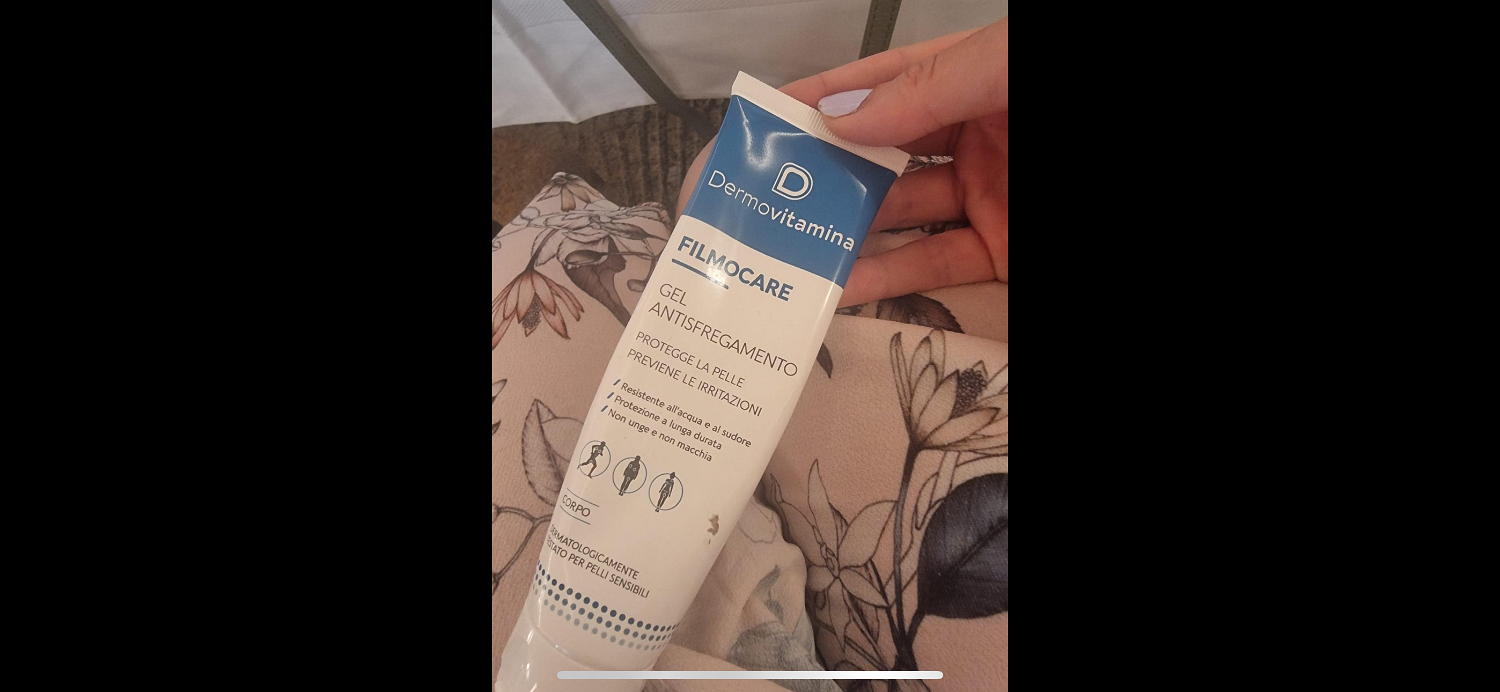 Dermovitamina
FILMOCARE
GEL
ANTISFREGAMENTO
PROTEGGE LA PELLE
PREVIENE LE IRRITAZIONI
Resistente all'acqua e al sudore
Protezione a lunga durata
Non unge e non macchia
CORPO
DERMATOLOGICAMENTE
TESTATO PER PELLI SENSIBILI